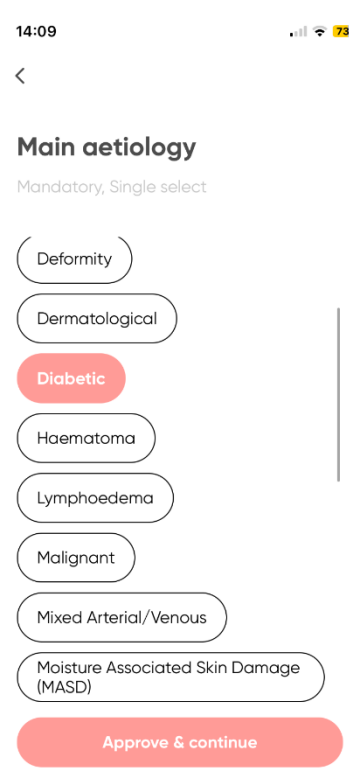 14:09
73
Main aetiology
Mandatory, Single select
Deformity
Dermatological
Diabetic
Haematoma
Lymphoedema
Malignant
Mixed Arterial/Venous
Moisture Associated Skin Damage
(MASD)
Approve & continue